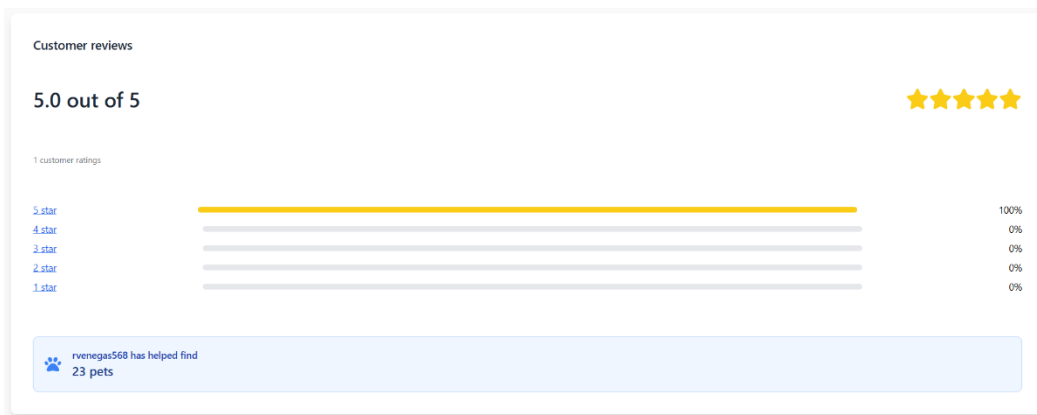 Customer reviews
5.0 out of 5
1 customer ratings
5 star 100%
4 star 0%
3 star 0%
2 star 0%
1 star 0%
rvenegas568 has helped find
23 pets